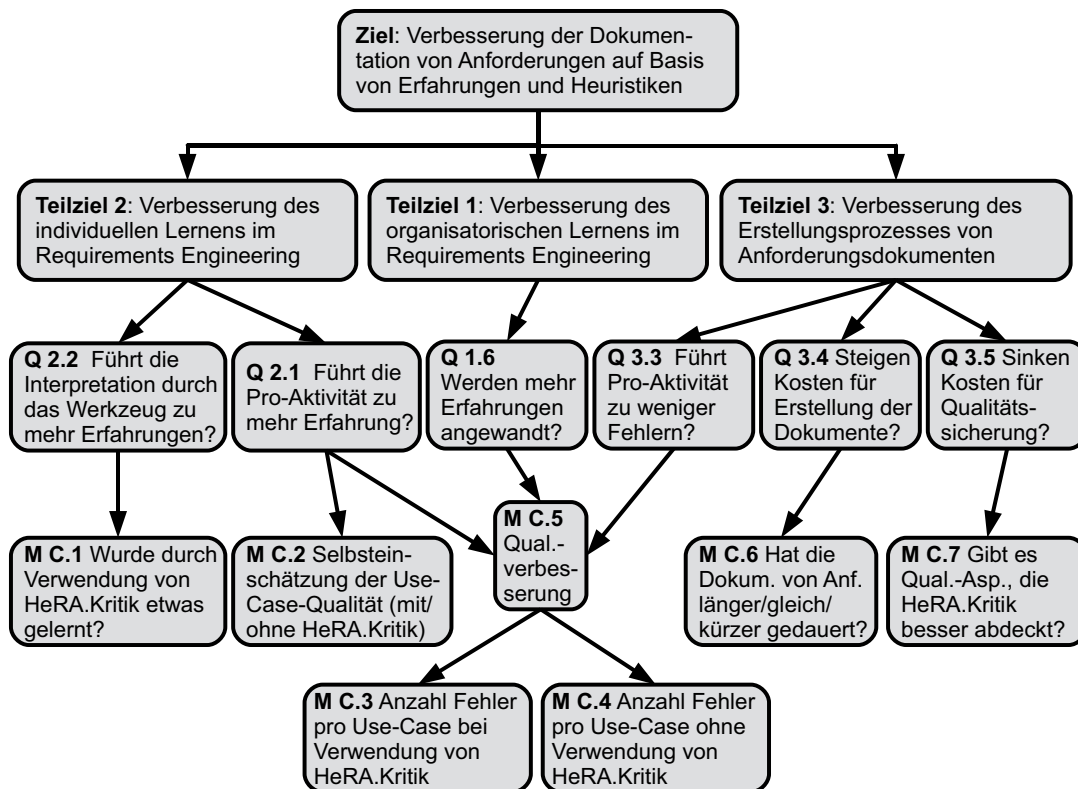 Ziel: Verbesserung der Dokumen-
tation von Anforderungen auf Basis
von Erfahrungen und Heuristiken
Teilziel 2: Verbesserung des
individuellen Lernens im
Requirements Engineering
Teilziel 1: Verbesserung des
organisatorischen Lernens im
Requirements Engineering
Teilziel 3: Verbesserung des
Erstellungsprozesses von
Anforderungsdokumenten
Q 2.2 Führt die
Interpretation durch
das Werkzeug zu
mehr Erfahrungen?
Q 2.1 Führt die
Pro-Aktivität zu
mehr Erfahrung?
Q 1.6
Werden mehr
Erfahrungen
angewandt?
Q 3.3 Führt
Pro-Aktivität
zu weniger
Fehlern?
Q 3.4 Steigen
Kosten für
Erstellung der
Dokumente?
Q 3.5 Sinken
Kosten für
Qualitäts-
sicherung?
M C.1 Wurde durch
Verwendung von
HeRA.Kritik etwas
gelernt?
M C.2 Selbstein-
schätzung der Use-
Case-Qualität (mit/
ohne HeRA.Kritik)
M C.5
Qual.-
verbes-
serung
M C.6 Hat die
Dokum. von Anf.
länger/gleich/
kürzer gedauert?
M C.7 Gibt es
Qual.-Asp., die
HeRA.Kritik
besser abdeckt?
M C.3 Anzahl Fehler
pro Use-Case bei
Verwendung von
HeRA.Kritik
M C.4 Anzahl Fehler
pro Use-Case ohne
Verwendung von
HeRA.Kritik